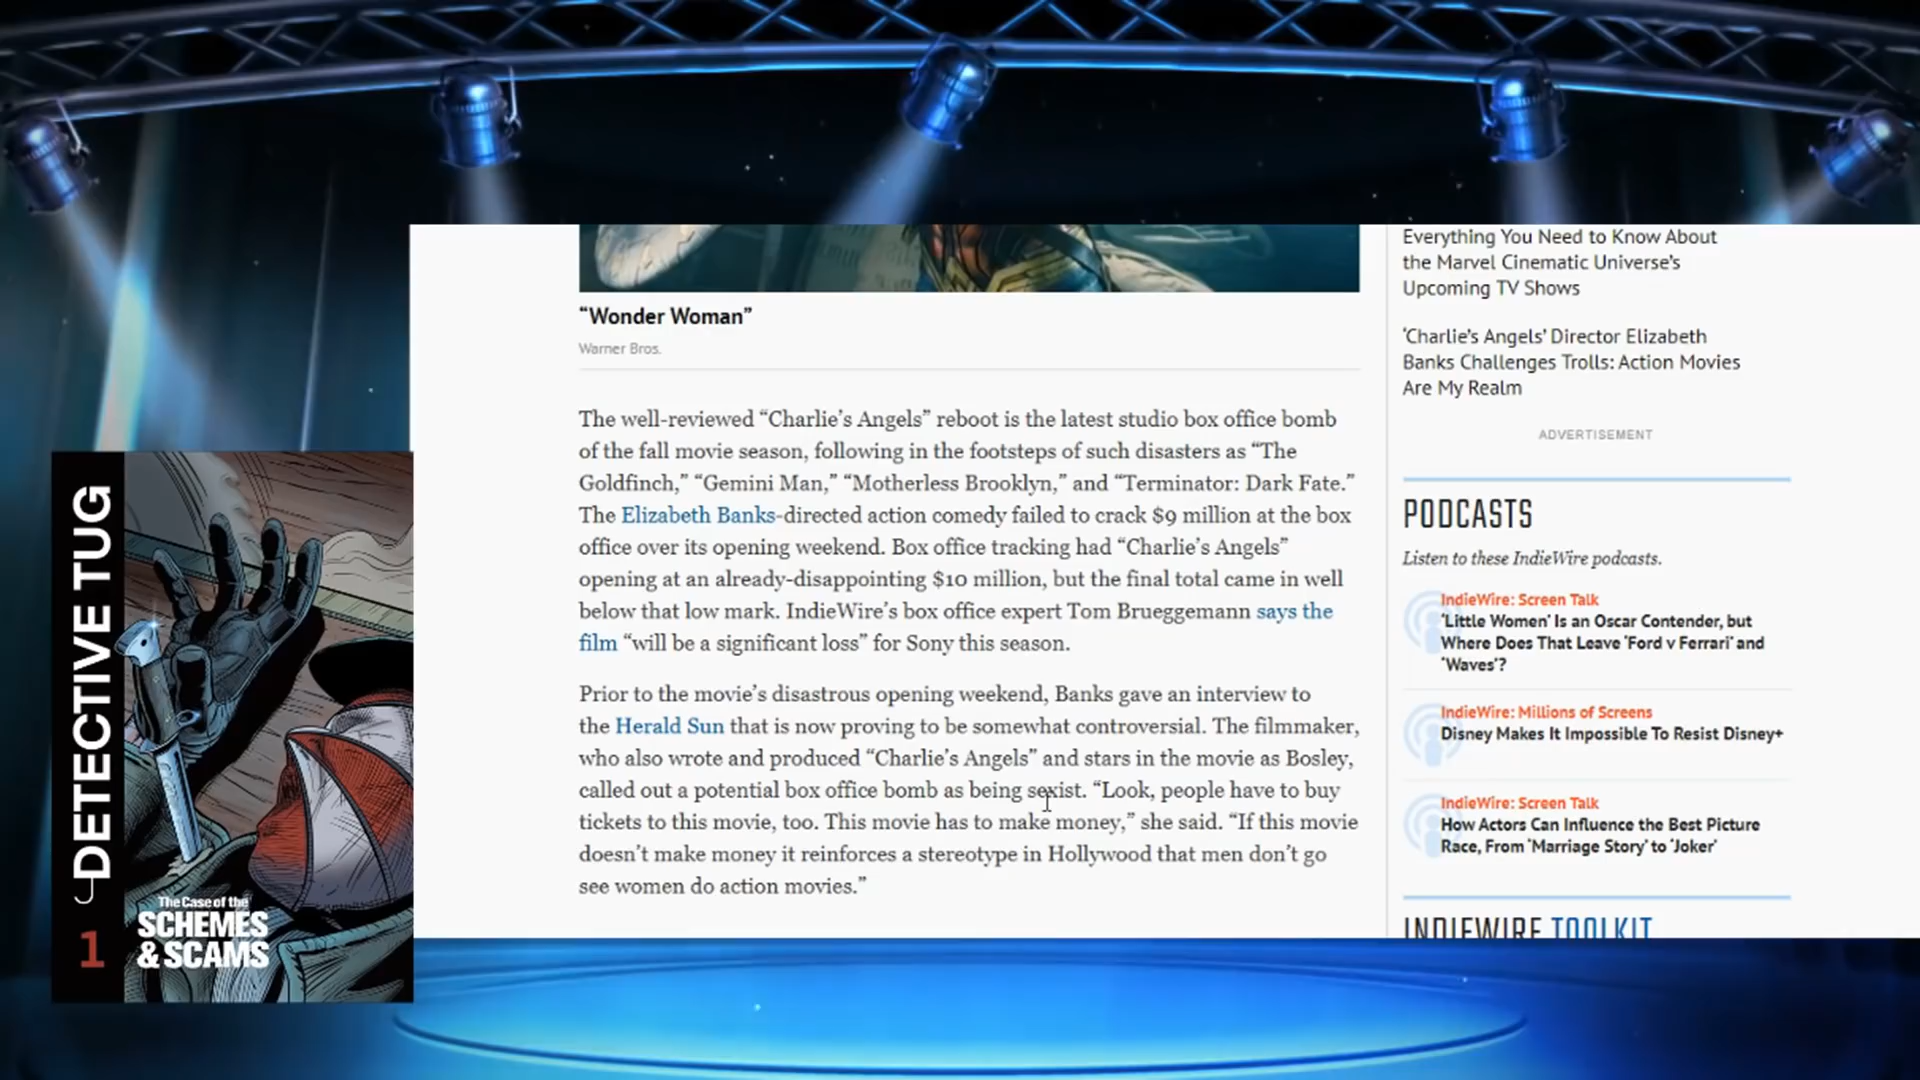 Everything You Need to Know About
the Marvel Cinematic Universe's
Upcoming TV Shows
'Charlie's Angels' Director Elizabeth
Banks Challenges Trolls: Action Movies
Are My Realm
ADVERTISEMENT
PODCASTS
Listen to these IndieWire podcasts.
IndieWire: Screen Talk
'Little Women' Is an Oscar Contender, but
Where Does That Leave 'Ford v Ferrari' and
'Waves'?
IndieWire: Millions of Screens
Disney Makes It Impossible To Resist Disney+
IndieWire: Screen Talk
How Actors Can Influence the Best Picture
Race, From 'Marriage Story' to 'Joker'
INDIEWIRE TOOLKIT
“Wonder Woman”
Warner Bros.
The well-reviewed “Charlie’s Angels” reboot is the latest studio box office bomb
of the fall movie season, following in the footsteps of such disasters as “The
Goldfinch,” “Gemini Man,” “Motherless Brooklyn,” and “Terminator: Dark Fate.”
The Elizabeth Banks-directed action comedy failed to crack $9 million at the box
office over its opening weekend. Box office tracking had “Charlie’s Angels”
opening at an already-disappointing $10 million, but the final total came in well
below that low mark. IndieWire’s box office expert Tom Brueggemann says the
film “will be a significant loss” for Sony this season.
Prior to the movie’s disastrous opening weekend, Banks gave an interview to
the Herald Sun that is now proving to be somewhat controversial. The filmmaker,
who also wrote and produced “Charlie’s Angels” and stars in the movie as Bosley,
called out a potential box office bomb as being sexist. “Look, people have to buy
tickets to this movie, too. This movie has to make money,” she said. “If this movie
doesn’t make money it reinforces a stereotype in Hollywood that men don’t go
see women do action movies.”
DETECTIVE TUG
1
The Case of the
SCHEMES
& SCAMS